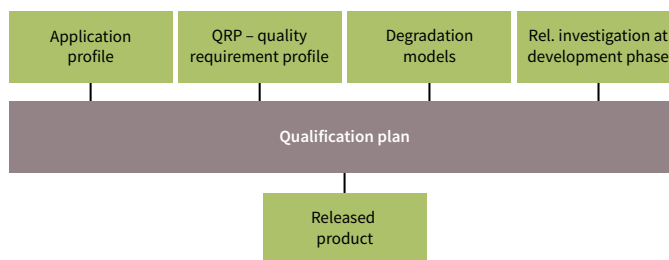 Application
profile
QRP – quality
requirement profile
Degradation
models
Rel. investigation at
development phase
Qualification plan
Released
product